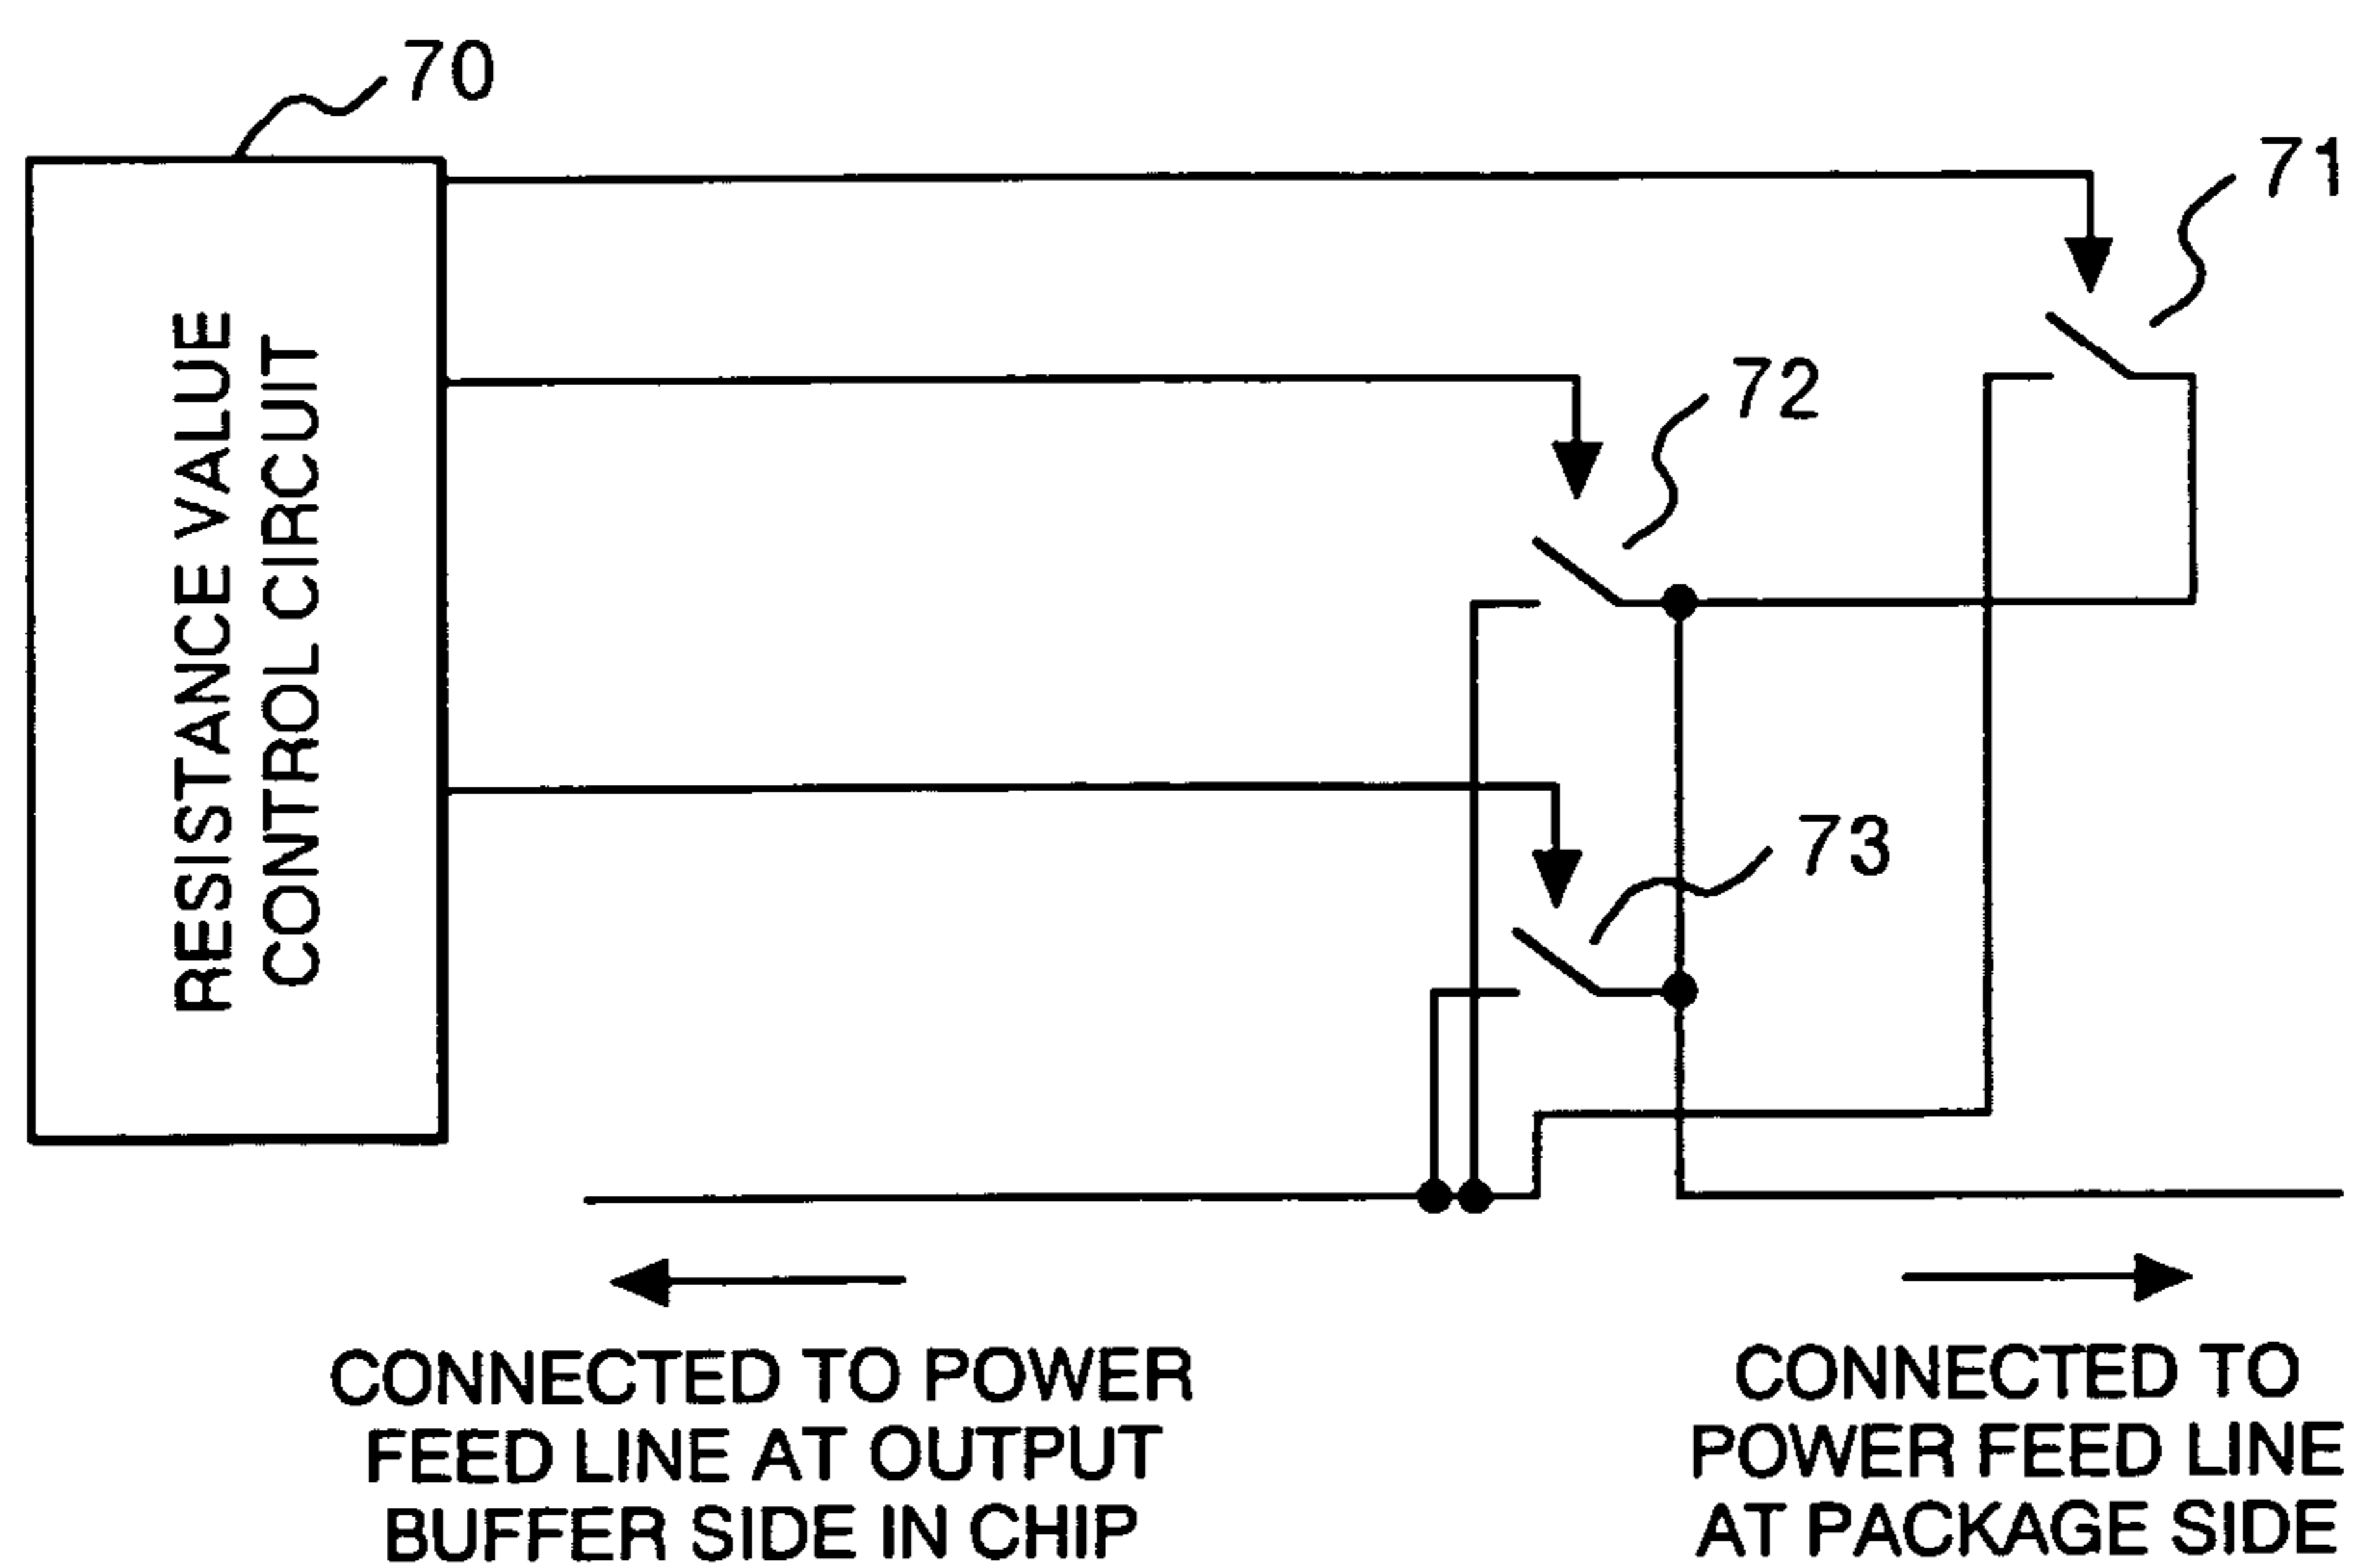 70
71
72
RESISTANCE VALUE
CONTROL CIRCUIT
73
CONNECTED TO POWER
FEED LINE AT OUTPUT
BUFFER SIDE IN CHIP
CONNECTED TO
POWER FEED LINE
AT PACKAGE SIDE